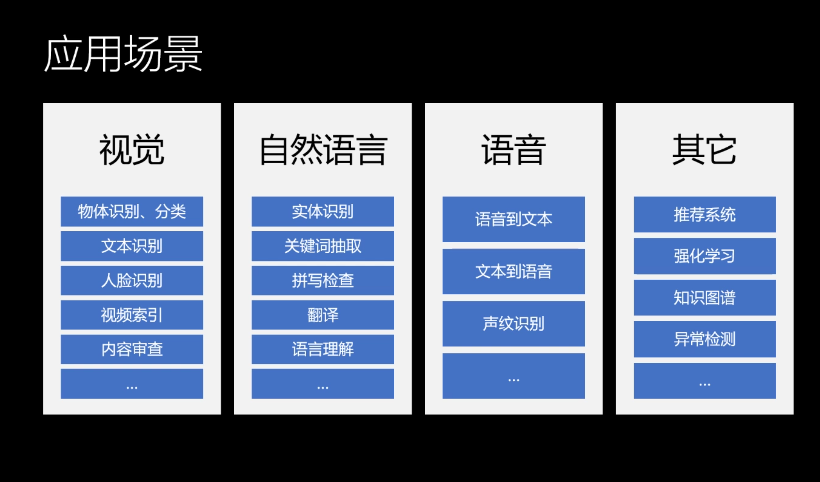 应用场景
视觉
物体识别、分类
文本识别
人脸识别
视频索引
内容审查
...
自然语言
实体识别
关键词抽取
拼写检查
翻译
语言理解
...
语音
语音到文本
文本到语音
声纹识别
...
其它
推荐系统
强化学习
知识图谱
异常检测
...